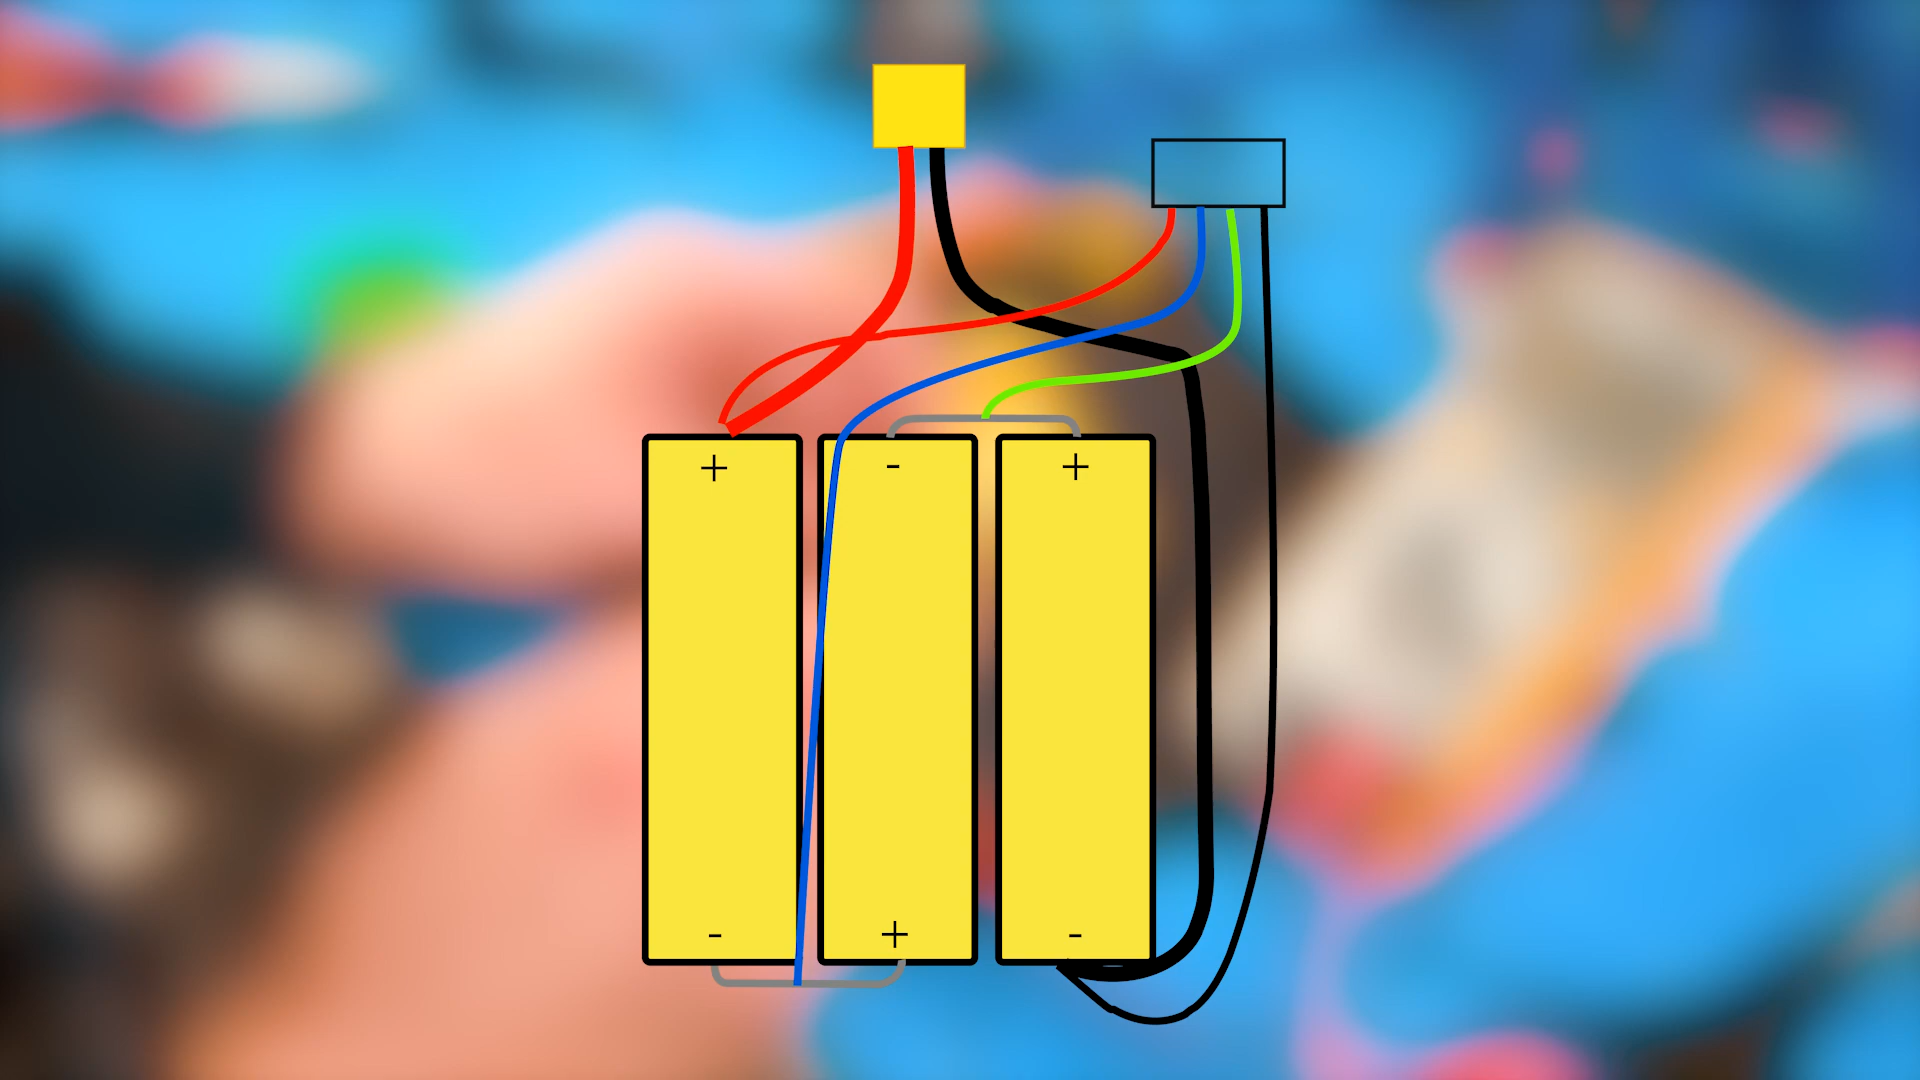 + - +
- + -